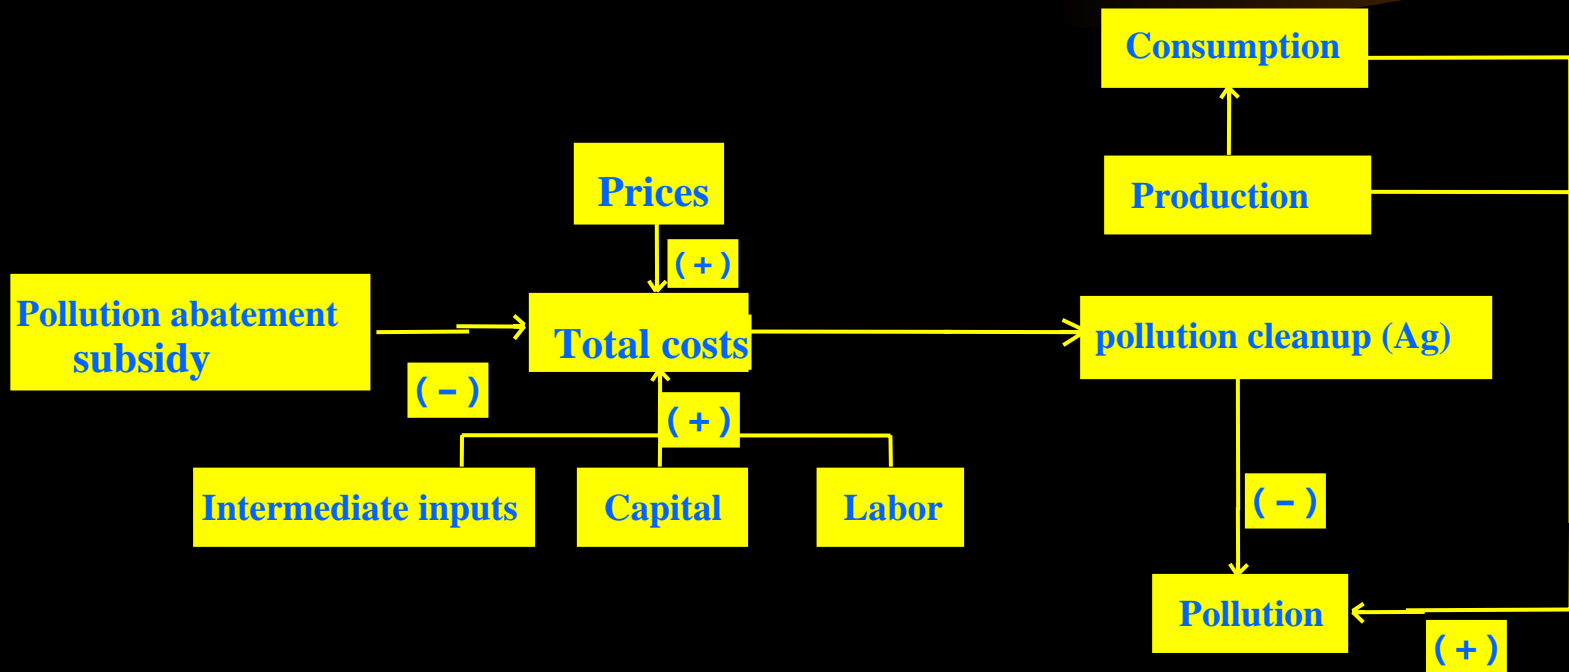 Consumption
Prices
Production
(+)
Pollution abatement
subsidy
Total costs
pollution cleanup (Ag)
(-)
(+)
Intermediate inputs
Capital
Labor
(-)
Pollution
(+)